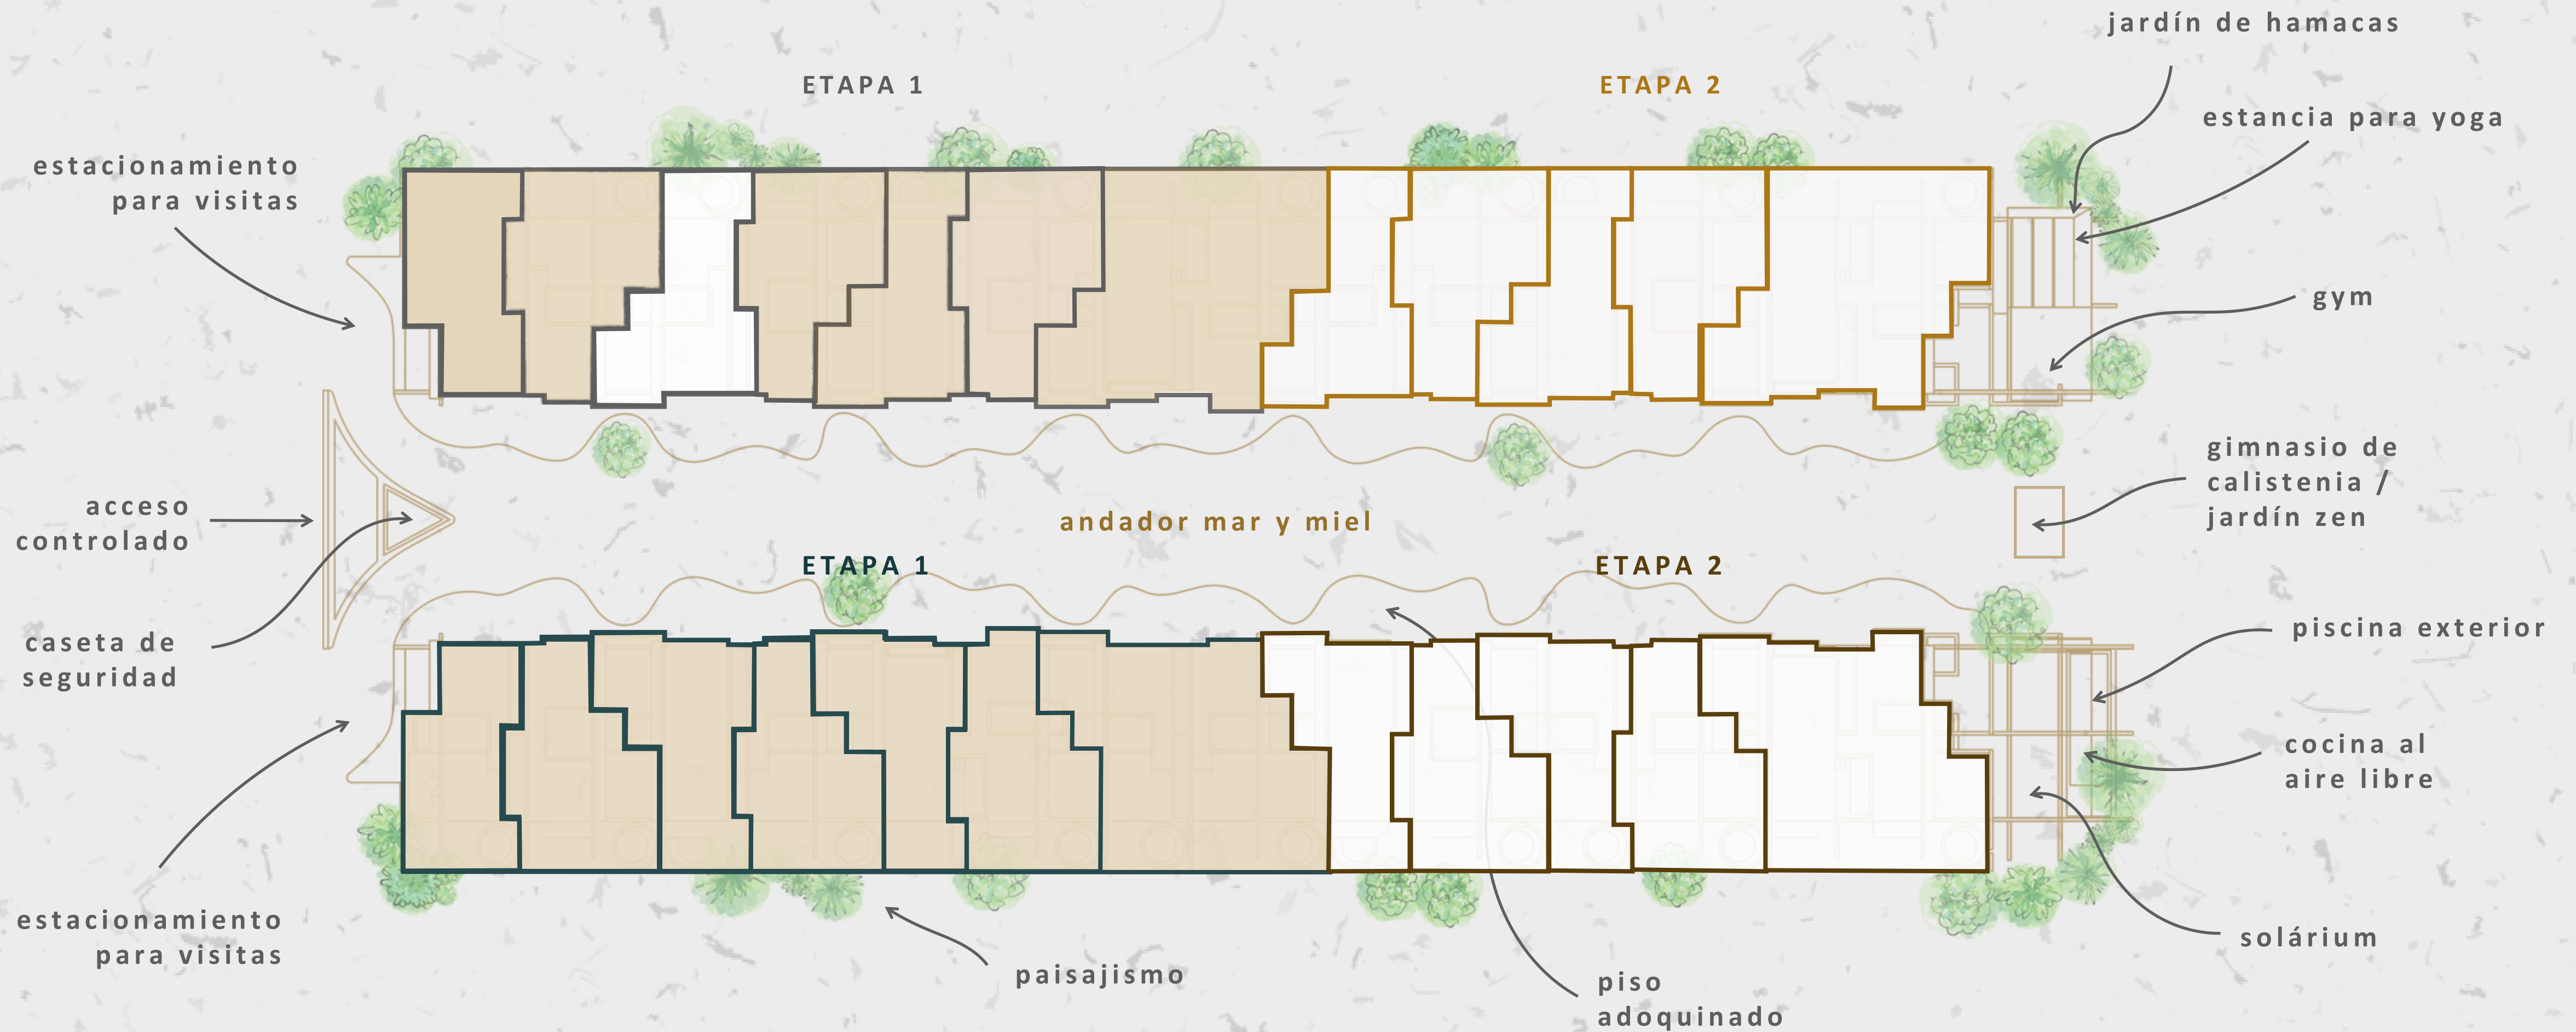 jardín de hamacas
ETAPA 1
ETAPA 2
estancia para yoga
estacionamiento
para visitas
gym
gimnasio de
calistenia /
jardín zen
acceso
controlado
andador mar y miel
ETAPA 1
ETAPA 2
caseta de
seguridad
piscina exterior
cocina al
aire libre
estacionamiento
para visitas
solárium
paisajismo
piso
adoquinado